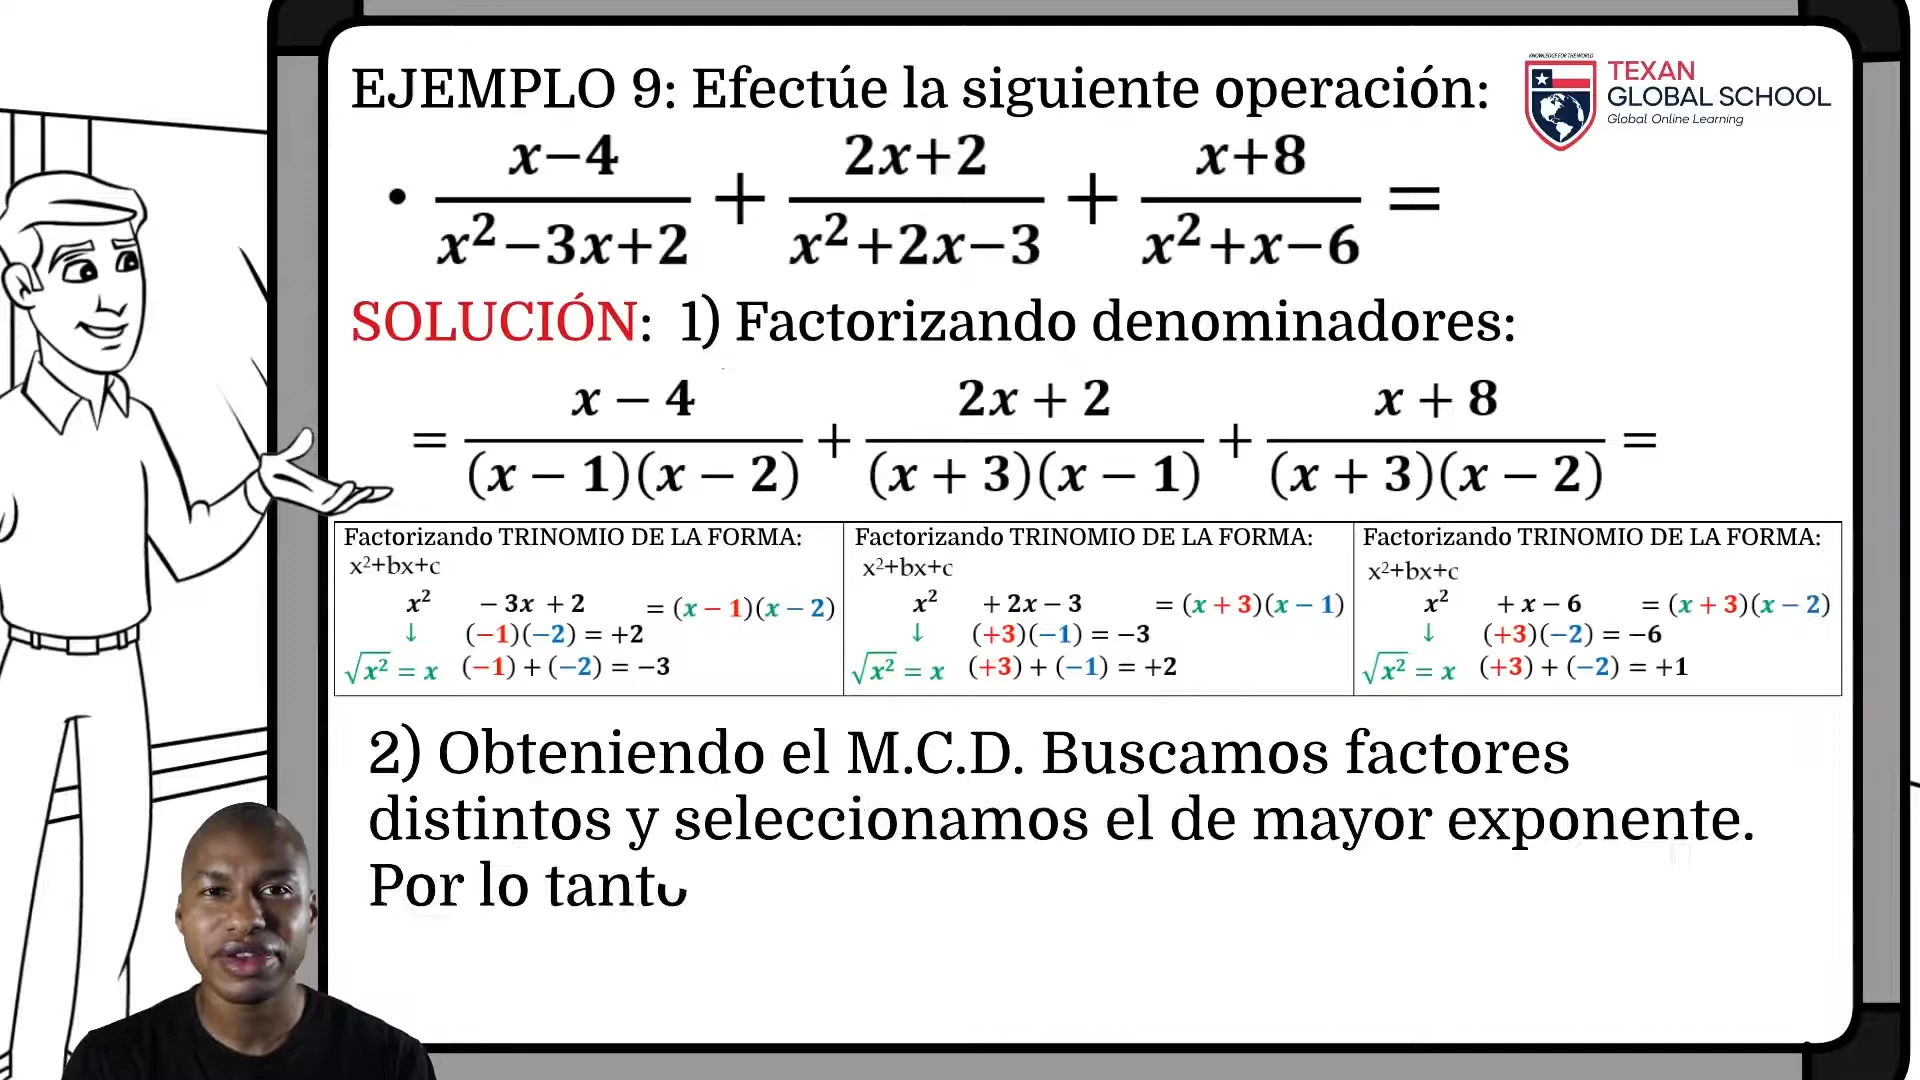 EJEMPLO 9: Efectúe la siguiente operación:
TEXAN
GLOBAL SCHOOL
Global Online Learning
• (x−4)/(x²−3x+2) + (2x+2)/(x²+2x−3) + (x+8)/(x²+x−6) =
SOLUCIÓN: 1) Factorizando denominadores:
= (x − 4)/((x − 1)(x − 2)) + (2x + 2)/((x + 3)(x − 1)) + (x + 8)/((x + 3)(x − 2)) =
Factorizando TRINOMIO DE LA FORMA:
x²+bx+c
x² − 3x + 2 = (x − 1)(x − 2)
↓ (−1)(−2) = +2
√x² = x (−1) + (−2) = −3
Factorizando TRINOMIO DE LA FORMA:
x²+bx+c
x² + 2x − 3 = (x + 3)(x − 1)
↓ (+3)(−1) = −3
√x² = x (+3) + (−1) = +2
Factorizando TRINOMIO DE LA FORMA:
x²+bx+c
x² + x − 6 = (x + 3)(x − 2)
↓ (+3)(−2) = −6
√x² = x (+3) + (−2) = +1
2) Obteniendo el M.C.D. Buscamos factores
distintos y seleccionamos el de mayor exponente.
Por lo tanto